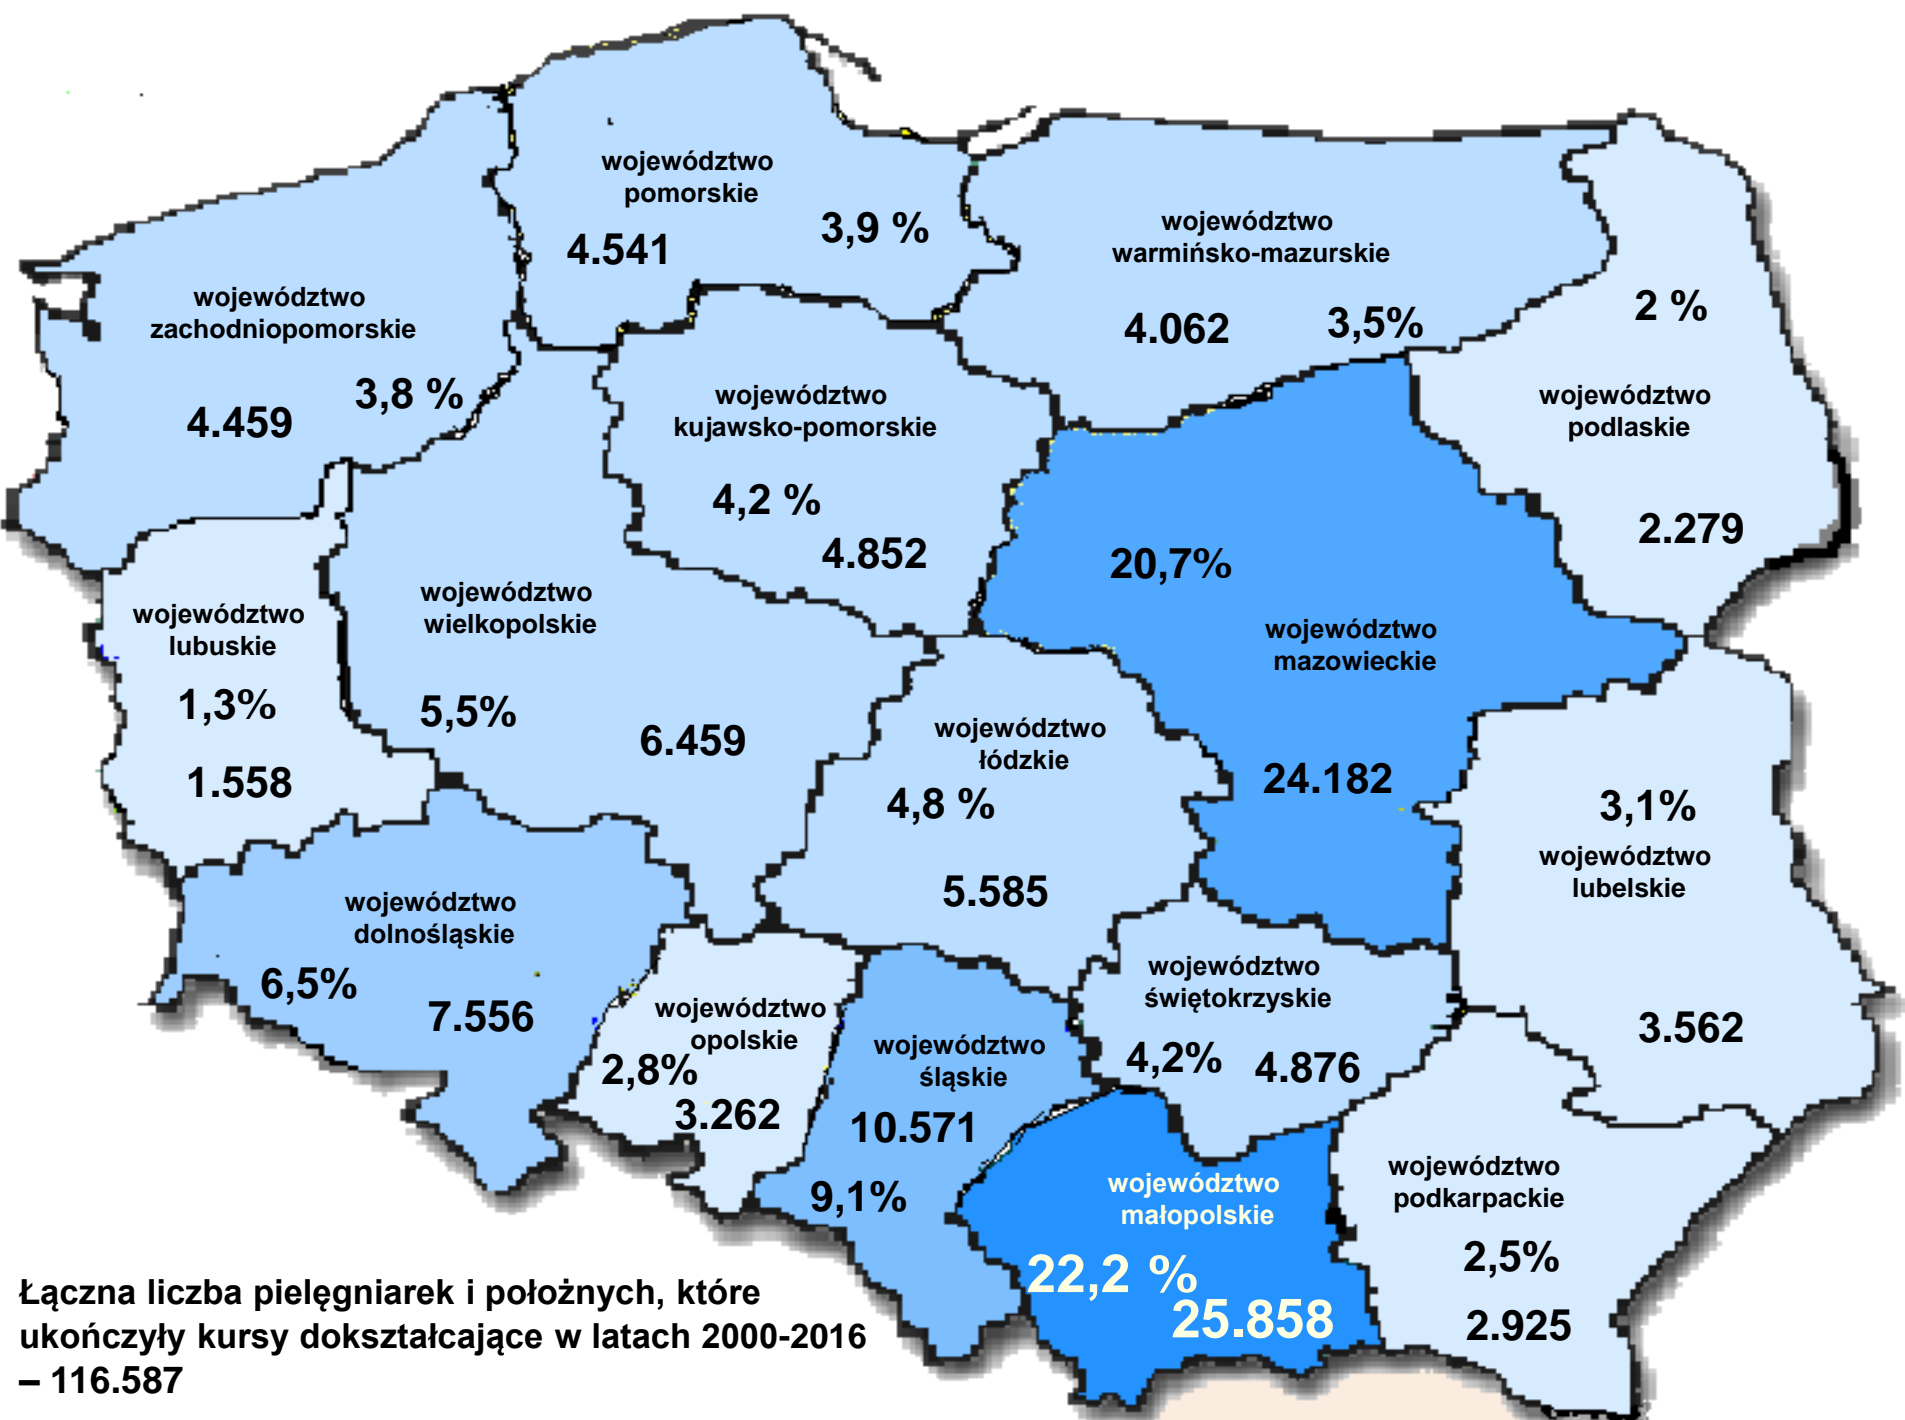 województwo
pomorskie
4.541
3,9 %
województwo
warmińsko-mazurskie
4.062
3,5%
2 %
województwo
podlaskie
2.279
województwo
zachodniopomorskie
3,8 %
4.459
województwo
kujawsko-pomorskie
4,2 %
4.852
20,7%
województwo
mazowieckie
24.182
województwo
lubuskie
1,3%
1.558
województwo
wielkopolskie
5,5%
6.459
województwo
łódzkie
4,8 %
5.585
3,1%
województwo
lubelskie
3.562
województwo
dolnośląskie
6,5%
7.556
województwo
opolskie
2,8%
3.262
województwo
śląskie
10.571
9,1%
województwo
świętokrzyskie
4,2%
4.876
województwo
małopolskie
22,2 %
25.858
województwo
podkarpackie
2,5%
2.925
Łączna liczba pielęgniarek i położnych, które
ukończyły kursy dokształcające w latach 2000-2016
– 116.587